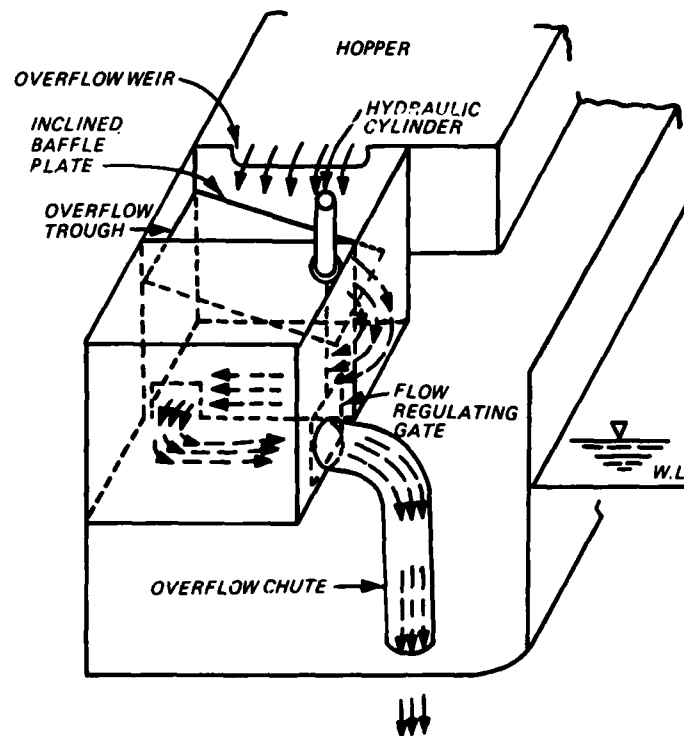 HOPPER
OVERFLOW WEIR
HYDRAULIC
CYLINDER
INCLINED
BAFFLE
PLATE
OVERFLOW
TROUGH
FLOW
REGULATING
GATE
W.L
OVERFLOW CHUTE